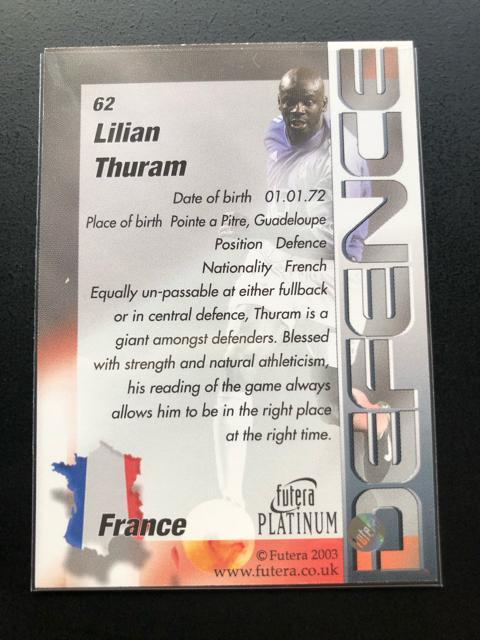 62
Lilian
Thuram
Date of birth 01.01.72
Place of birth Pointe a Pitre, Guadeloupe
Position Defence
Nationality French
Equally un-passable at either fullback
or in central defence, Thuram is a
giant amongst defenders. Blessed
with strength and natural athleticism,
his reading of the game always
allows him to be in the right place
at the right time.
France
futera
PLATINUM
© Futera 2003
www.futera.co.uk
DEFENCE
futera